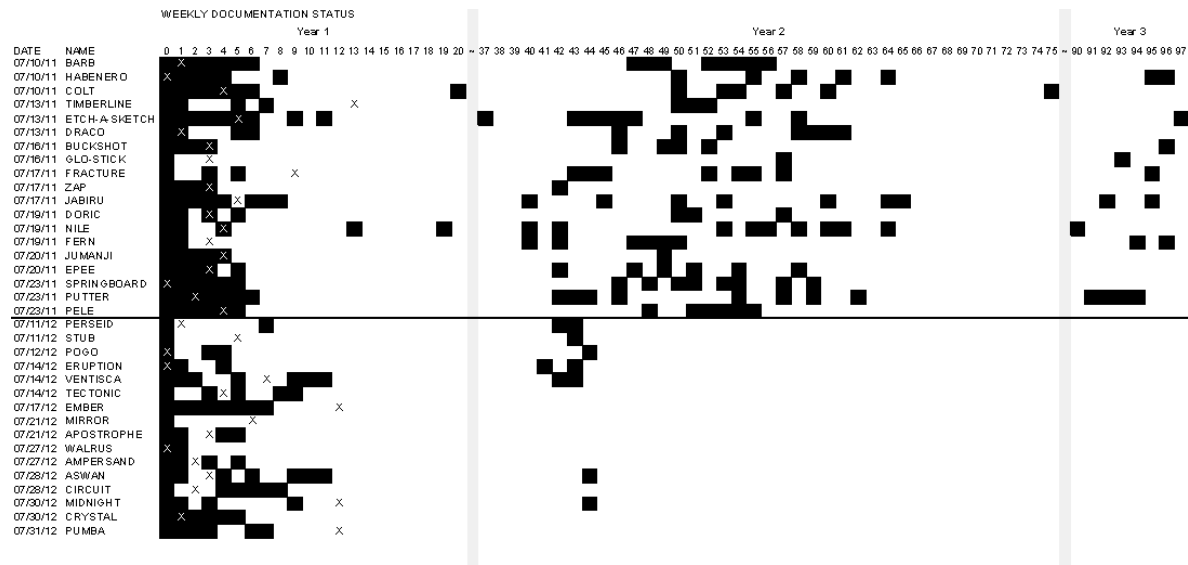 WEEKLY DOCUMENTATION STATUS
Year 1 Year 2 Year 3
DATE NAME 0 1 2 3 4 5 6 7 8 9 10 11 12 13 14 15 16 17 18 19 20 ~ 37 38 39 40 41 42 43 44 45 46 47 48 49 50 51 52 53 54 55 56 57 58 59 60 61 62 63 64 65 66 67 68 69 70 71 72 73 74 75 ~ 90 91 92 93 94 95 96 97
07/10/11 BARB X
07/10/11 HABENERO X
07/10/11 COLT X
07/13/11 TIMBERLINE X
07/13/11 ETCH-A-SKETCH X
07/13/11 DRACO X
07/16/11 BUCKSHOT X
07/16/11 GLO-STICK X
07/17/11 FRACTURE X
07/17/11 ZAP X
07/17/11 JABIRU X
07/19/11 DORIC X
07/19/11 NILE X
07/19/11 FERN X
07/20/11 JUMANJI X
07/20/11 EPEE X
07/23/11 SPRINGBOARD X
07/23/11 PUTTER X
07/23/11 PELE X
07/11/12 PERSEID X
07/11/12 STUB X
07/12/12 POGO X
07/14/12 ERUPTION X
07/14/12 VENTISCA X
07/14/12 TECTONIC X
07/17/12 EMBER X
07/21/12 MIRROR X
07/21/12 APOSTROPHE X
07/27/12 WALRUS X
07/27/12 AMPERSAND X
07/28/12 ASWAN X
07/28/12 CIRCUIT X
07/30/12 MIDNIGHT X
07/30/12 CRYSTAL X
07/31/12 PUMBA X